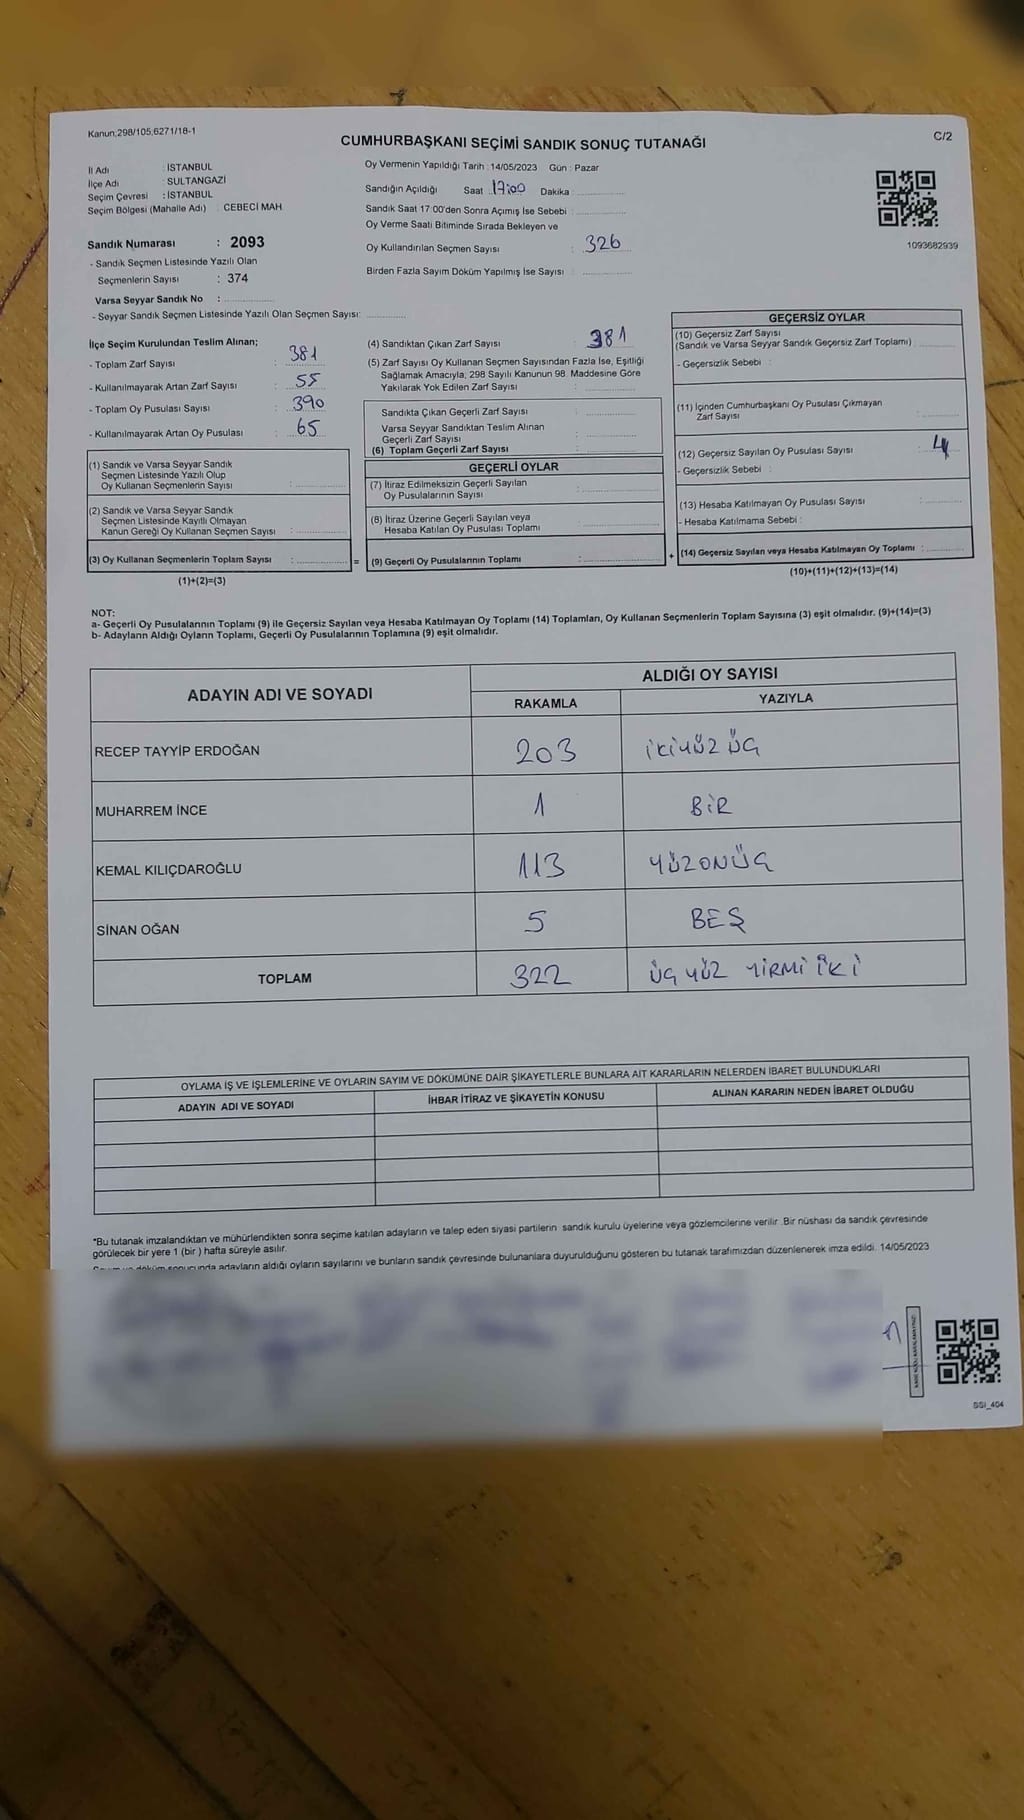 Kanun;298/105,6271/18-1
C/2
CUMHURBAŞKANI SEÇİMİ SANDIK SONUÇ TUTANAĞI
İl Adı : İSTANBUL
İlçe Adı : SULTANGAZİ
Seçim Çevresi : İSTANBUL
Seçim Bölgesi (Mahalle Adı) : CEBECİ MAH
Oy Vermenin Yapıldığı Tarih : 14/05/2023 Gün : Pazar
Sandığın Açıldığı Saat 17:00 Dakika :
Sandık Saat 17:00'den Sonra Açımış İse Sebebi :
Oy Verme Saati Bitiminde Sırada Bekleyen ve
Oy Kullandırılan Seçmen Sayısı : 326
Birden Fazla Sayım Döküm Yapılmış İse Sayısı :
1093682939
Sandık Numarası : 2093
- Sandık Seçmen Listesinde Yazılı Olan
Seçmenlerin Sayısı : 374
Varsa Seyyar Sandık No :
- Seyyar Sandık Seçmen Listesinde Yazılı Olan Seçmen Sayısı:
İlçe Seçim Kurulundan Teslim Alınan;
- Toplam Zarf Sayısı : 381
- Kullanılmayarak Artan Zarf Sayısı : 55
- Toplam Oy Pusulası Sayısı : 390
- Kullanılmayarak Artan Oy Pusulası : 65
(1) Sandık ve Varsa Seyyar Sandık
Seçmen Listesinde Yazılı Olup
Oy Kullanan Seçmenlerin Sayısı :
(2) Sandık ve Varsa Seyyar Sandık
Seçmen Listesinde Kayıtlı Olmayan
Kanun Gereği Oy Kullanan Seçmen Sayısı :
(3) Oy Kullanan Seçmenlerin Toplam Sayısı :
(1)+(2)=(3)
(4) Sandıktan Çıkan Zarf Sayısı : 381
(5) Zarf Sayısı Oy Kullanan Seçmen Sayısından Fazla İse, Eşitliği
Sağlamak Amacıyla, 298 Sayılı Kanunun 98. Maddesine Göre
Yakılarak Yok Edilen Zarf Sayısı :
Sandıkta Çıkan Geçerli Zarf Sayısı :
Varsa Seyyar Sandıktan Teslim Alınan
Geçerli Zarf Sayısı :
(6) Toplam Geçerli Zarf Sayısı :
GEÇERLİ OYLAR
(7) İtiraz Edilmeksizin Geçerli Sayılan
Oy Pusulalarının Sayısı :
(8) İtiraz Üzerine Geçerli Sayılan veya
Hesaba Katılan Oy Pusulası Toplamı :
= (9) Geçerli Oy Pusulalarının Toplamı :
GEÇERSİZ OYLAR
(10) Geçersiz Zarf Sayısı
(Sandık ve Varsa Seyyar Sandık Geçersiz Zarf Toplamı) :
- Geçersizlik Sebebi :
(11) İçinden Cumhurbaşkanı Oy Pusulası Çıkmayan
Zarf Sayısı :
(12) Geçersiz Sayılan Oy Pusulası Sayısı : 4
- Geçersizlik Sebebi :
(13) Hesaba Katılmayan Oy Pusulası Sayısı :
- Hesaba Katılmama Sebebi :
+ (14) Geçersiz Sayılan veya Hesaba Katılmayan Oy Toplamı :
(10)+(11)+(12)+(13)=(14)
NOT:
a- Geçerli Oy Pusulalarının Toplamı (9) ile Geçersiz Sayılan veya Hesaba Katılmayan Oy Toplamı (14) Toplamları, Oy Kullanan Seçmenlerin Toplam Sayısına (3) eşit olmalıdır. (9)+(14)=(3)
b- Adayların Aldığı Oyların Toplamı, Geçerli Oy Pusulalarının Toplamına (9) eşit olmalıdır.
ADAYIN ADI VE SOYADI
ALDIĞI OY SAYISI
RAKAMLA YAZIYLA
RECEP TAYYİP ERDOĞAN 203 İKİYÜZ ÜÇ
MUHARREM İNCE 1 BİR
KEMAL KILIÇDAROĞLU 113 YÜZONÜÇ
SİNAN OĞAN 5 BEŞ
TOPLAM 322 ÜÇ YÜZ YİRMİ İKİ
OYLAMA İŞ VE İŞLEMLERİNE VE OYLARIN SAYIM VE DÖKÜMÜNE DAİR ŞİKAYETLERLE BUNLARA AİT KARARLARIN NELERDEN İBARET BULUNDUKLARI
ADAYIN ADI VE SOYADI İHBAR İTİRAZ VE ŞİKAYETİN KONUSU ALINAN KARARIN NEDEN İBARET OLDUĞU
*Bu tutanak imzalandıktan ve mühürlendikten sonra seçime katılan adayların ve talep eden siyasi partilerin sandık kurulu üyelerine veya gözlemcilerine verilir. Bir nüshası da sandık çevresinde
görülecek bir yere 1 (bir ) hafta süreyle asılır.
Sayım ve döküm sonucunda adayların aldığı oyların sayılarını ve bunların sandık çevresinde bulunanlara duyurulduğunu gösteren bu tutanak tarafımızdan düzenlenerek imza edildi. 14/05/2023
SSI_404